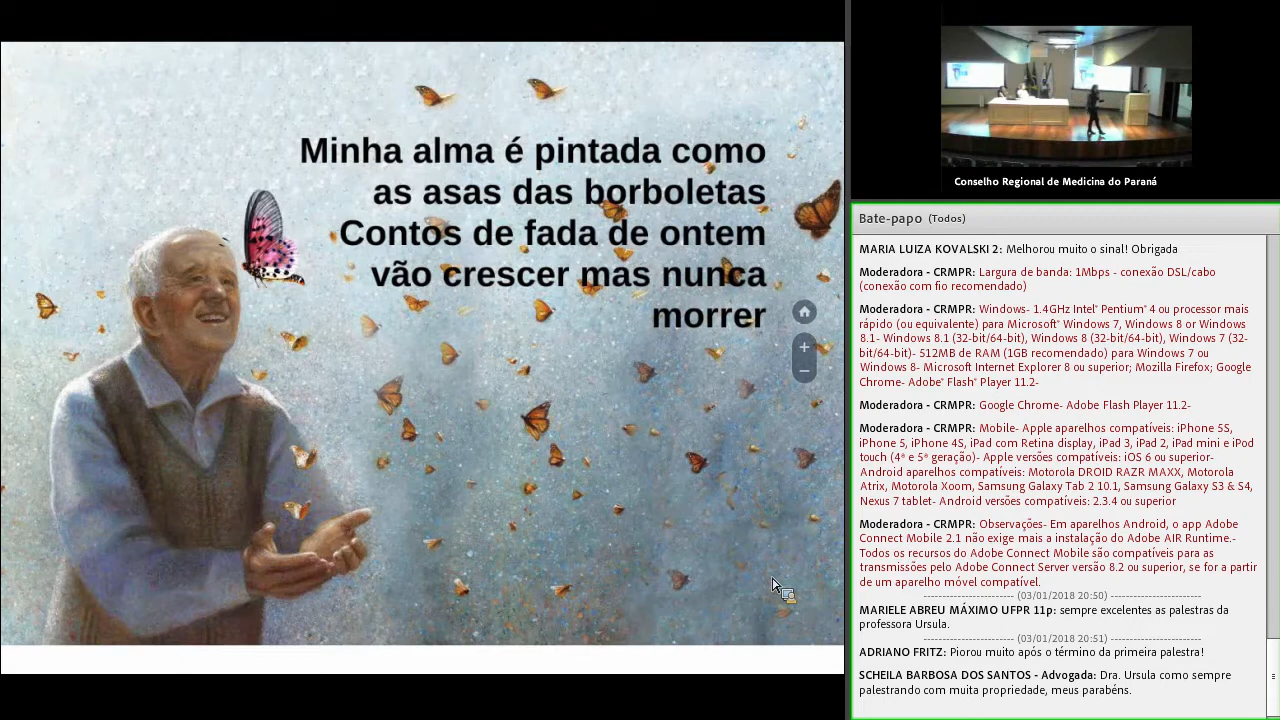 Minha alma é pintada como
as asas das borboletas
Contos de fada de ontem
vão crescer mas nunca
morrer
Conselho Regional de Medicina do Paraná
Bate-papo (Todos)
MARIA LUIZA KOVALSKI 2: Melhorou muito o sinal! Obrigada
Moderadora - CRMPR: Largura de banda: 1Mbps - conexão DSL/cabo
(conexão com fio recomendado)
Moderadora - CRMPR: Windows- 1.4GHz Intel® Pentium® 4 ou processor mais
rápido (ou equivalente) para Microsoft® Windows 7, Windows 8 or Windows
8.1- Windows 8.1 (32-bit/64-bit), Windows 8 (32-bit/64-bit), Windows 7 (32-
bit/64-bit)- 512MB de RAM (1GB recomendado) para Windows 7 ou
Windows 8- Microsoft Internet Explorer 8 ou superior; Mozilla Firefox; Google
Chrome- Adobe® Flash® Player 11.2-
Moderadora - CRMPR: Google Chrome- Adobe Flash Player 11.2-
Moderadora - CRMPR: Mobile- Apple aparelhos compatíveis: iPhone 5S,
iPhone 5, iPhone 4S, iPad com Retina display, iPad 3, iPad 2, iPad mini e iPod
touch (4ª e 5ª geração)- Apple versões compatíveis: iOS 6 ou superior-
Android aparelhos compatíveis: Motorola DROID RAZR MAXX, Motorola
Atrix, Motorola Xoom, Samsung Galaxy Tab 2 10.1, Samsung Galaxy S3 & S4,
Nexus 7 tablet- Android versões compatíveis: 2.3.4 ou superior
Moderadora - CRMPR: Observações- Em aparelhos Android, o app Adobe
Connect Mobile 2.1 não exige mais a instalação do Adobe AIR Runtime.-
Todos os recursos do Adobe Connect Mobile são compatíveis para as
transmissões pelo Adobe Connect Server versão 8.2 ou superior, se for a partir
de um aparelho móvel compatível.
----------------------- (03/01/2018 20:50) -----------------------
MARIELE ABREU MÁXIMO UFPR 11p: sempre excelentes as palestras da
professora Ursula.
----------------------- (03/01/2018 20:51) -----------------------
ADRIANO FRITZ: Piorou muito após o término da primeira palestra!
SCHEILA BARBOSA DOS SANTOS - Advogada: Dra. Ursula como sempre
palestrando com muita propriedade, meus parabéns.